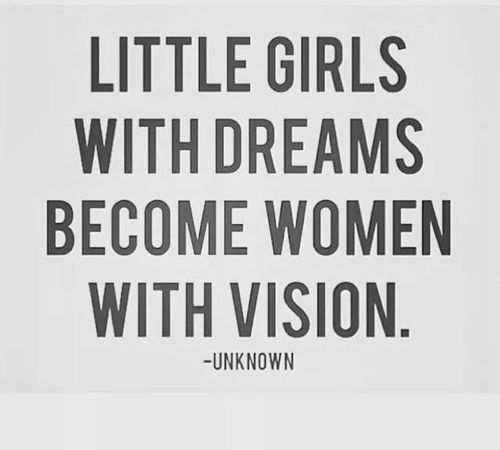 LITTLE GIRLS
WITH DREAMS
BECOME WOMEN
WITH VISION.
-UNKNOWN